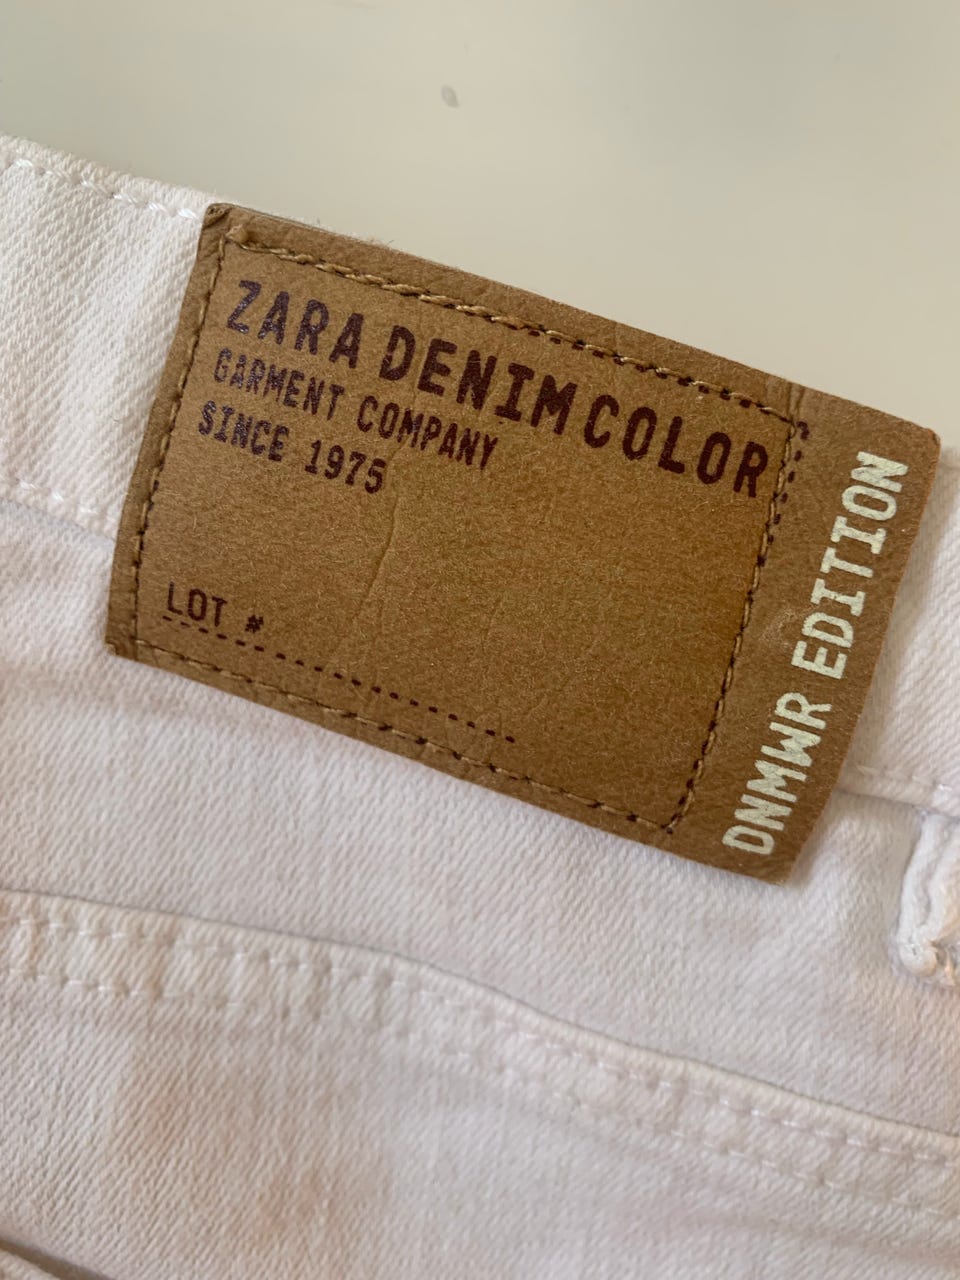 ZARA DENIM COLOR
GARMENT COMPANY
SINCE 1975
LOT #
DNMWR EDITION